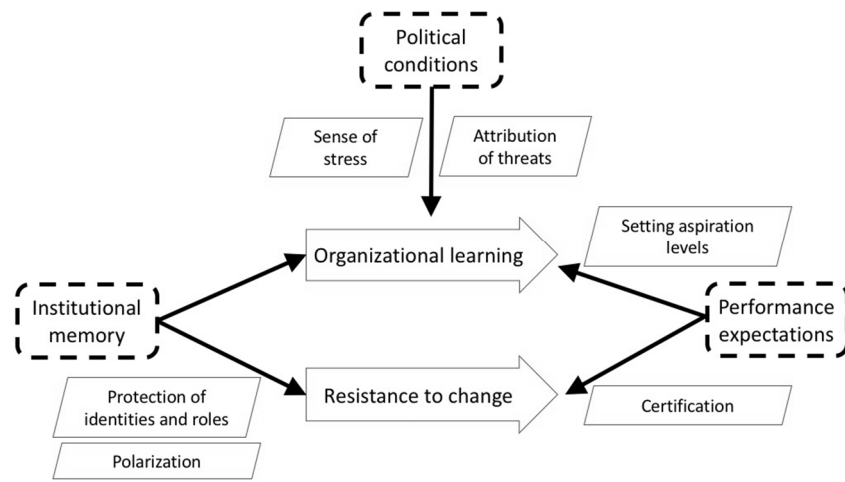 Political
conditions
Sense of
stress
Attribution
of threats
Setting aspiration
levels
Organizational learning
Institutional
memory
Performance
expectations
Resistance to change
Protection of
identities and roles
Certification
Polarization